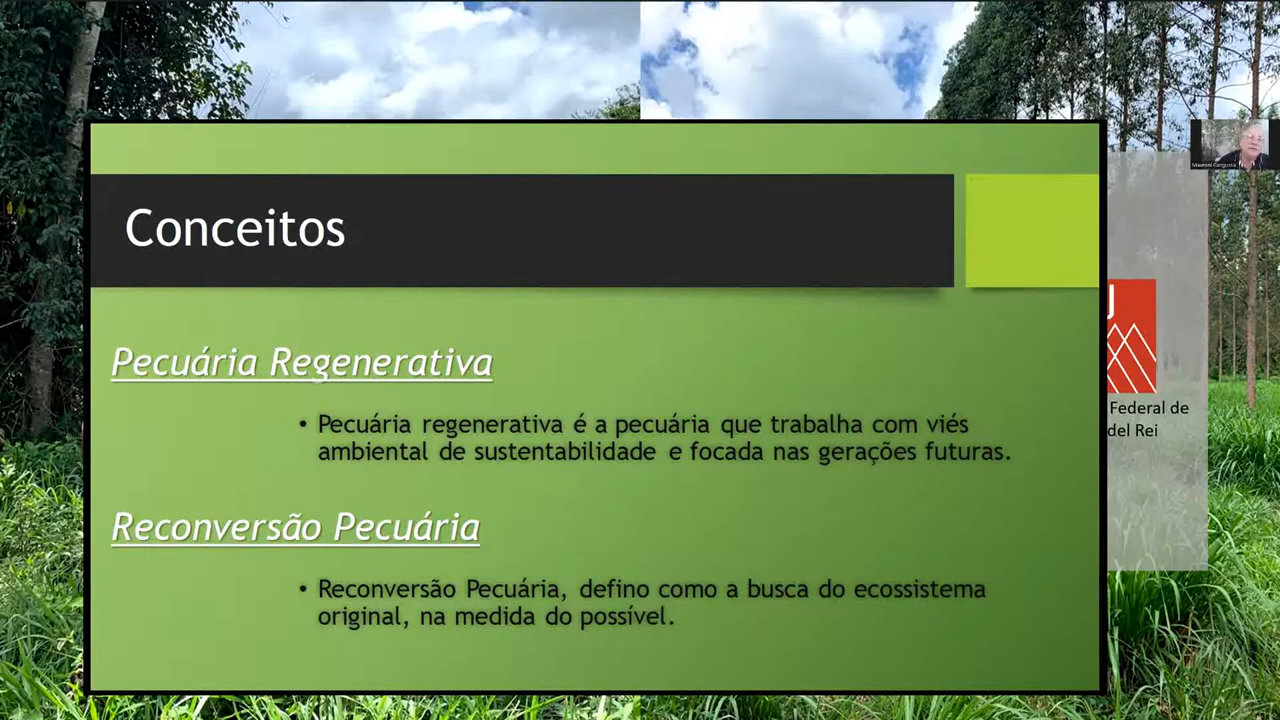 Conceitos
Pecuária Regenerativa
• Pecuária regenerativa é a pecuária que trabalha com viés
ambiental de sustentabilidade e focada nas gerações futuras.
Reconversão Pecuária
• Reconversão Pecuária, defino como a busca do ecossistema
original, na medida do possível.
J
Federal de
del Rei